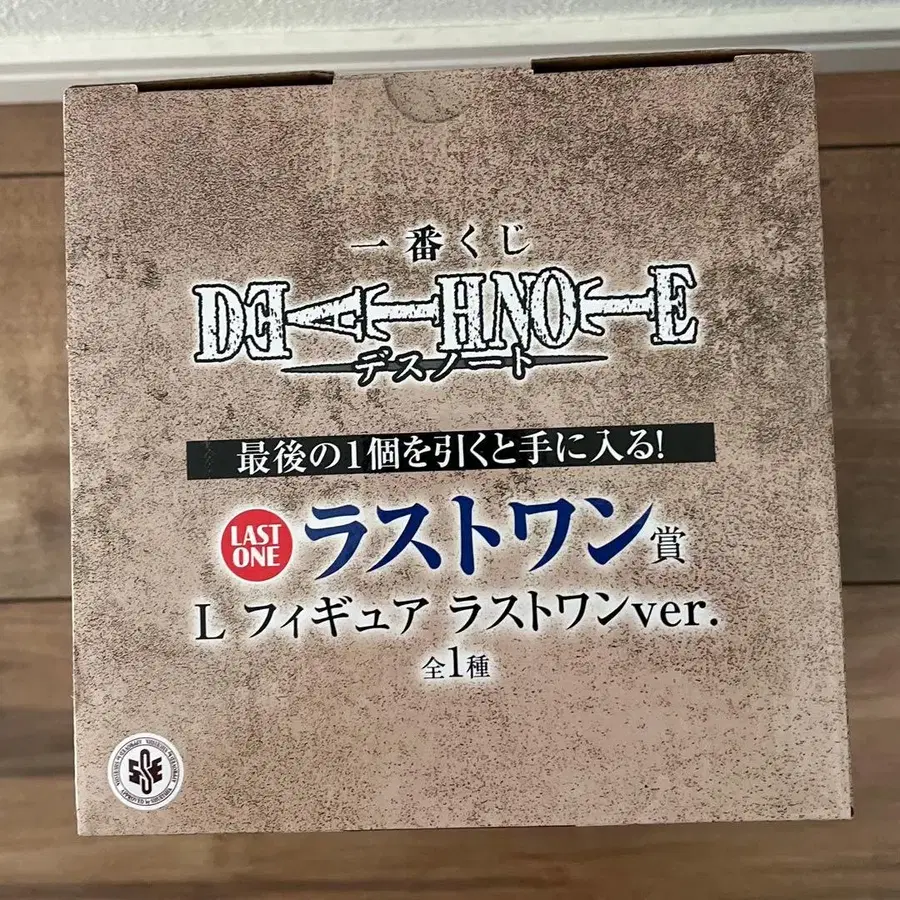 一番くじ
DEATHNOTE
デスノート
最後の1個を引くと手に入る!
LAST ONE ラストワン賞
L フィギュア ラストワンver.
全1種